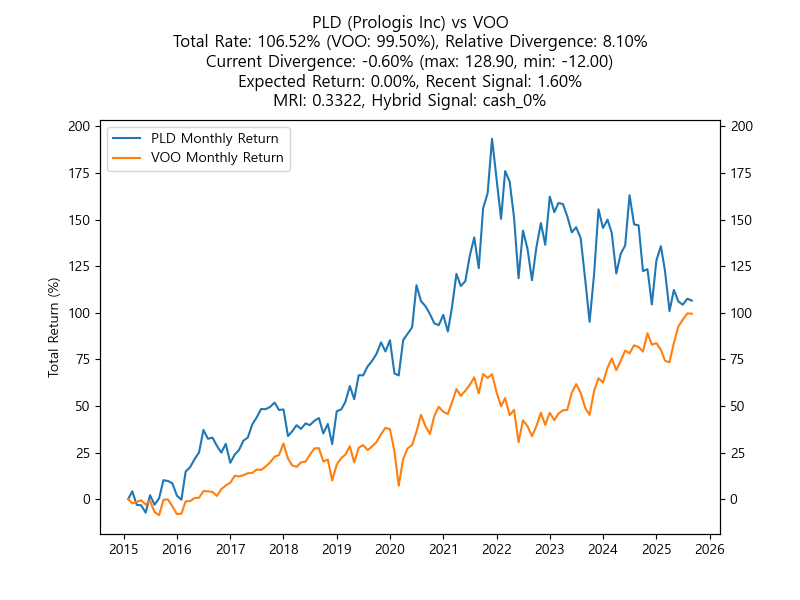 PLD (Prologis Inc) vs VOO
Total Rate: 106.52% (VOO: 99.50%), Relative Divergence: 8.10%
Current Divergence: -0.60% (max: 128.90, min: -12.00)
Expected Return: 0.00%, Recent Signal: 1.60%
MRI: 0.3322, Hybrid Signal: cash_0%
PLD Monthly Return
VOO Monthly Return
Total Return (%)
200
175
150
125
100
75
50
25
0
200
175
150
125
100
75
50
25
0
2015 2016 2017 2018 2019 2020 2021 2022 2023 2024 2025 2026